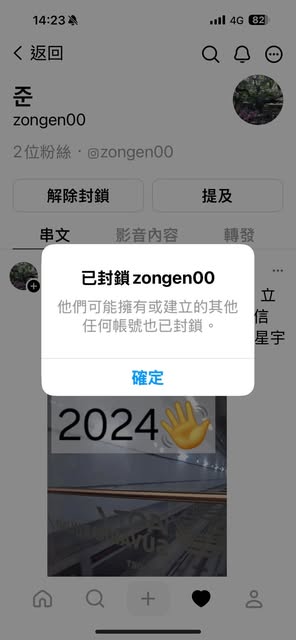 14:23
4G 82
返回
준
zongen00
2位粉絲 · zongen00
解除封鎖
提及
串文
影音內容
轉發
已封鎖 zongen00
他們可能擁有或建立的其他
任何帳號也已封鎖。
確定
立
信
星宇
2024👋